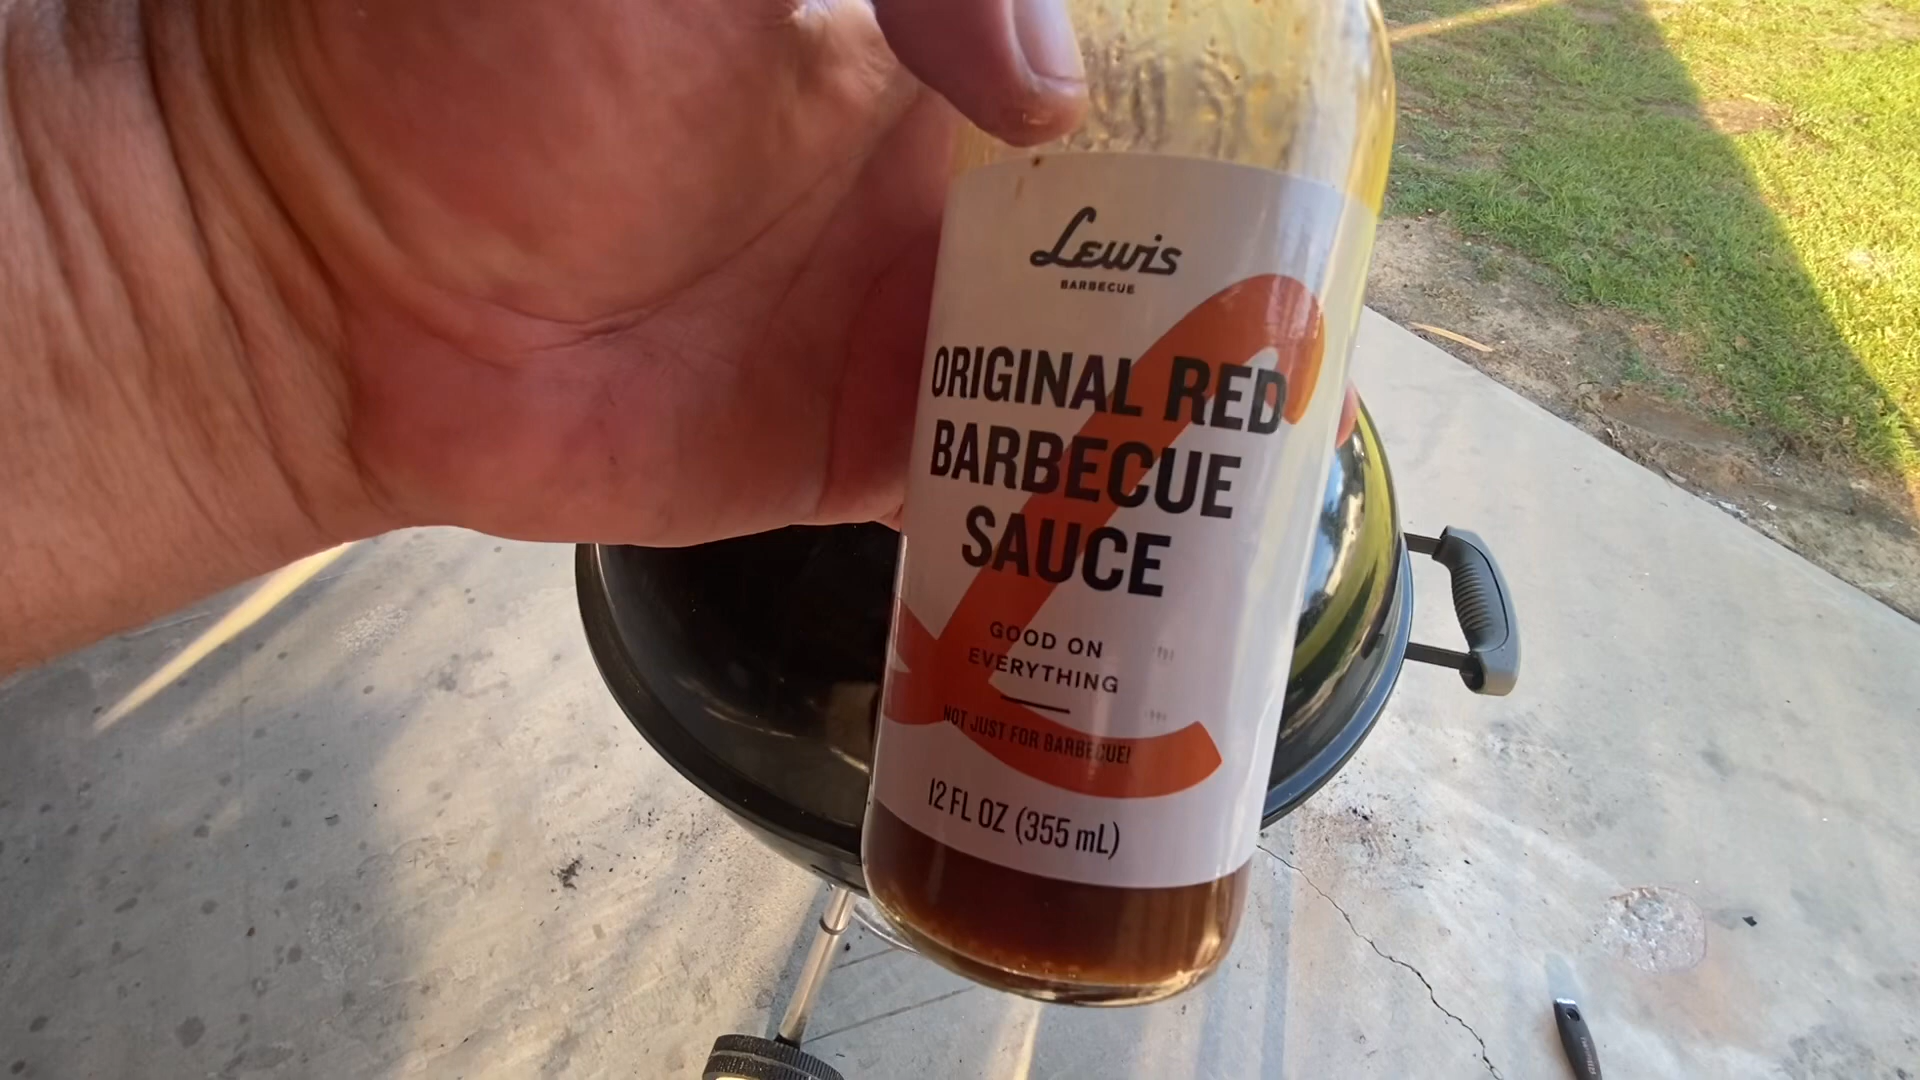 Lewis
BARBECUE
ORIGINAL RED
BARBECUE
SAUCE
GOOD ON
EVERYTHING
NOT JUST FOR BARBECUE!
12 FL OZ (355 mL)